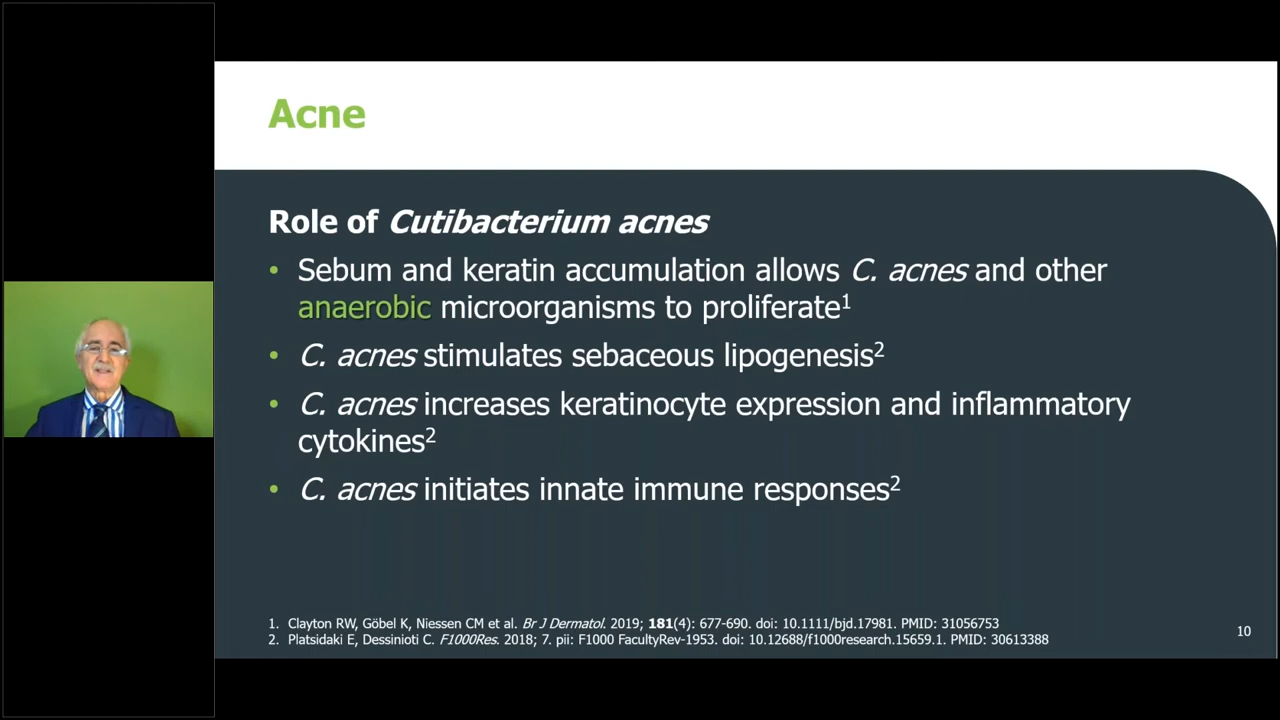 Acne
Role of Cutibacterium acnes
• Sebum and keratin accumulation allows C. acnes and other
anaerobic microorganisms to proliferate1
• C. acnes stimulates sebaceous lipogenesis2
• C. acnes increases keratinocyte expression and inflammatory
cytokines2
• C. acnes initiates innate immune responses2
1. Clayton RW, Göbel K, Niessen CM et al. Br J Dermatol. 2019; 181(4): 677-690. doi: 10.1111/bjd.17981. PMID: 31056753
2. Platsidaki E, Dessinioti C. F1000Res. 2018; 7. pii: F1000 FacultyRev-1953. doi: 10.12688/f1000research.15659.1. PMID: 30613388
10